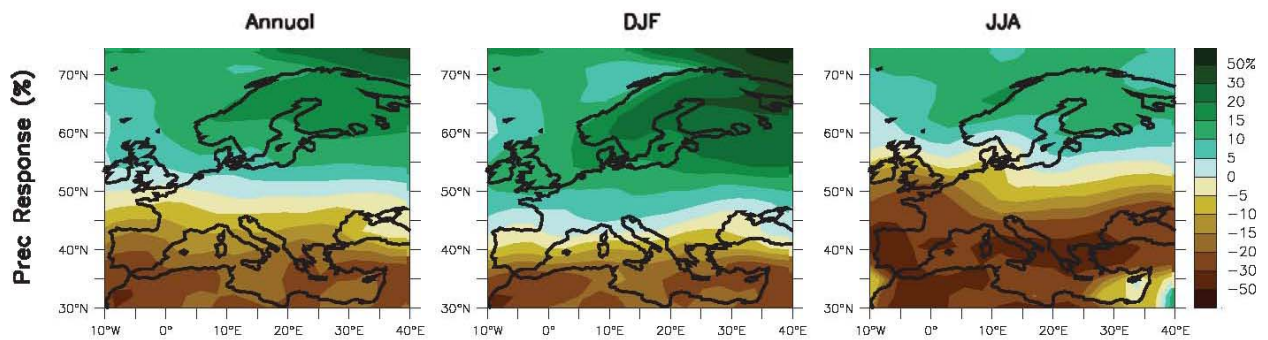 Annual DJF JJA
Prec Response (%)
70°N 70°N 70°N 50%
30
20
60°N 60°N 60°N 15
10
5
50°N 50°N 50°N 0
−5
−10
40°N 40°N 40°N −15
−20
−30
30°N 30°N 30°N −50
10°W 0° 10°E 20°E 30°E 40°E 10°W 0° 10°E 20°E 30°E 40°E 10°W 0° 10°E 20°E 30°E 40°E